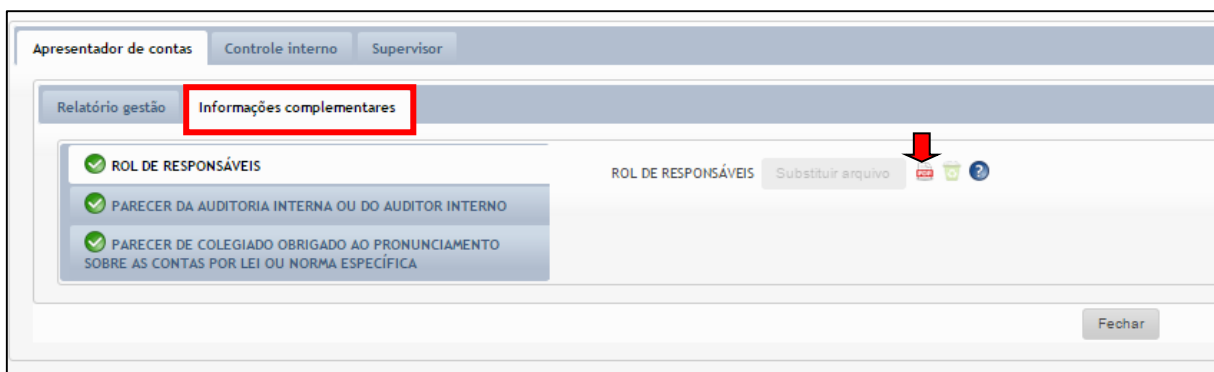 Apresentador de contas Controle interno Supervisor
Relatório gestão Informações complementares
ROL DE RESPONSÁVEIS
ROL DE RESPONSÁVEIS Substituir arquivo PDF ?
PARECER DA AUDITORIA INTERNA OU DO AUDITOR INTERNO
PARECER DE COLEGIADO OBRIGADO AO PRONUNCIAMENTO
SOBRE AS CONTAS POR LEI OU NORMA ESPECÍFICA
Fechar